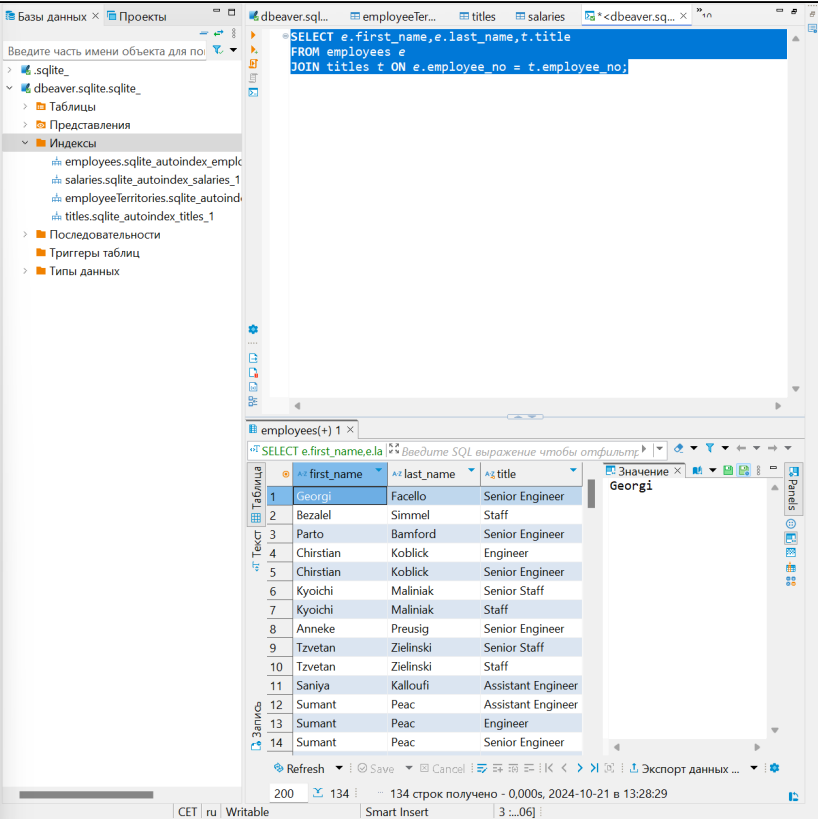 Базы данных
Проекты
Введите часть имени объекта для по
.sqlite_
dbeaver.sqlite.sqlite_
Таблицы
Представления
Индексы
employees.sqlite_autoindex_emplo
salaries.sqlite_autoindex_salaries_1
employeeTerritories.sqlite_autoind
titles.sqlite_autoindex_titles_1
Последовательности
Триггеры таблиц
Типы данных
dbeaver.sql...
employeeTer...
titles
salaries
*<dbeaver.sq...
»10
SELECT e.first_name,e.last_name,t.title
FROM employees e
JOIN titles t ON e.employee_no = t.employee_no;
employees(+) 1
SELECT e.first_name,e.la
Введите SQL выражение чтобы отфильтр
Таблица
Текст
Запись
first_name last_name title
1 Georgi Facello Senior Engineer
2 Bezalel Simmel Staff
3 Parto Bamford Senior Engineer
4 Chirstian Koblick Engineer
5 Chirstian Koblick Senior Engineer
6 Kyoichi Maliniak Senior Staff
7 Kyoichi Maliniak Staff
8 Anneke Preusig Senior Engineer
9 Tzvetan Zielinski Senior Staff
10 Tzvetan Zielinski Staff
11 Saniya Kalloufi Assistant Engineer
12 Sumant Peac Assistant Engineer
13 Sumant Peac Engineer
14 Sumant Peac Senior Engineer
Значение
Georgi
Panels
Refresh
Save
Cancel
Экспорт данных ...
200
134
134 строк получено - 0,000s, 2024-10-21 в 13:28:29
CET
ru
Writable
Smart Insert
3 :...06]